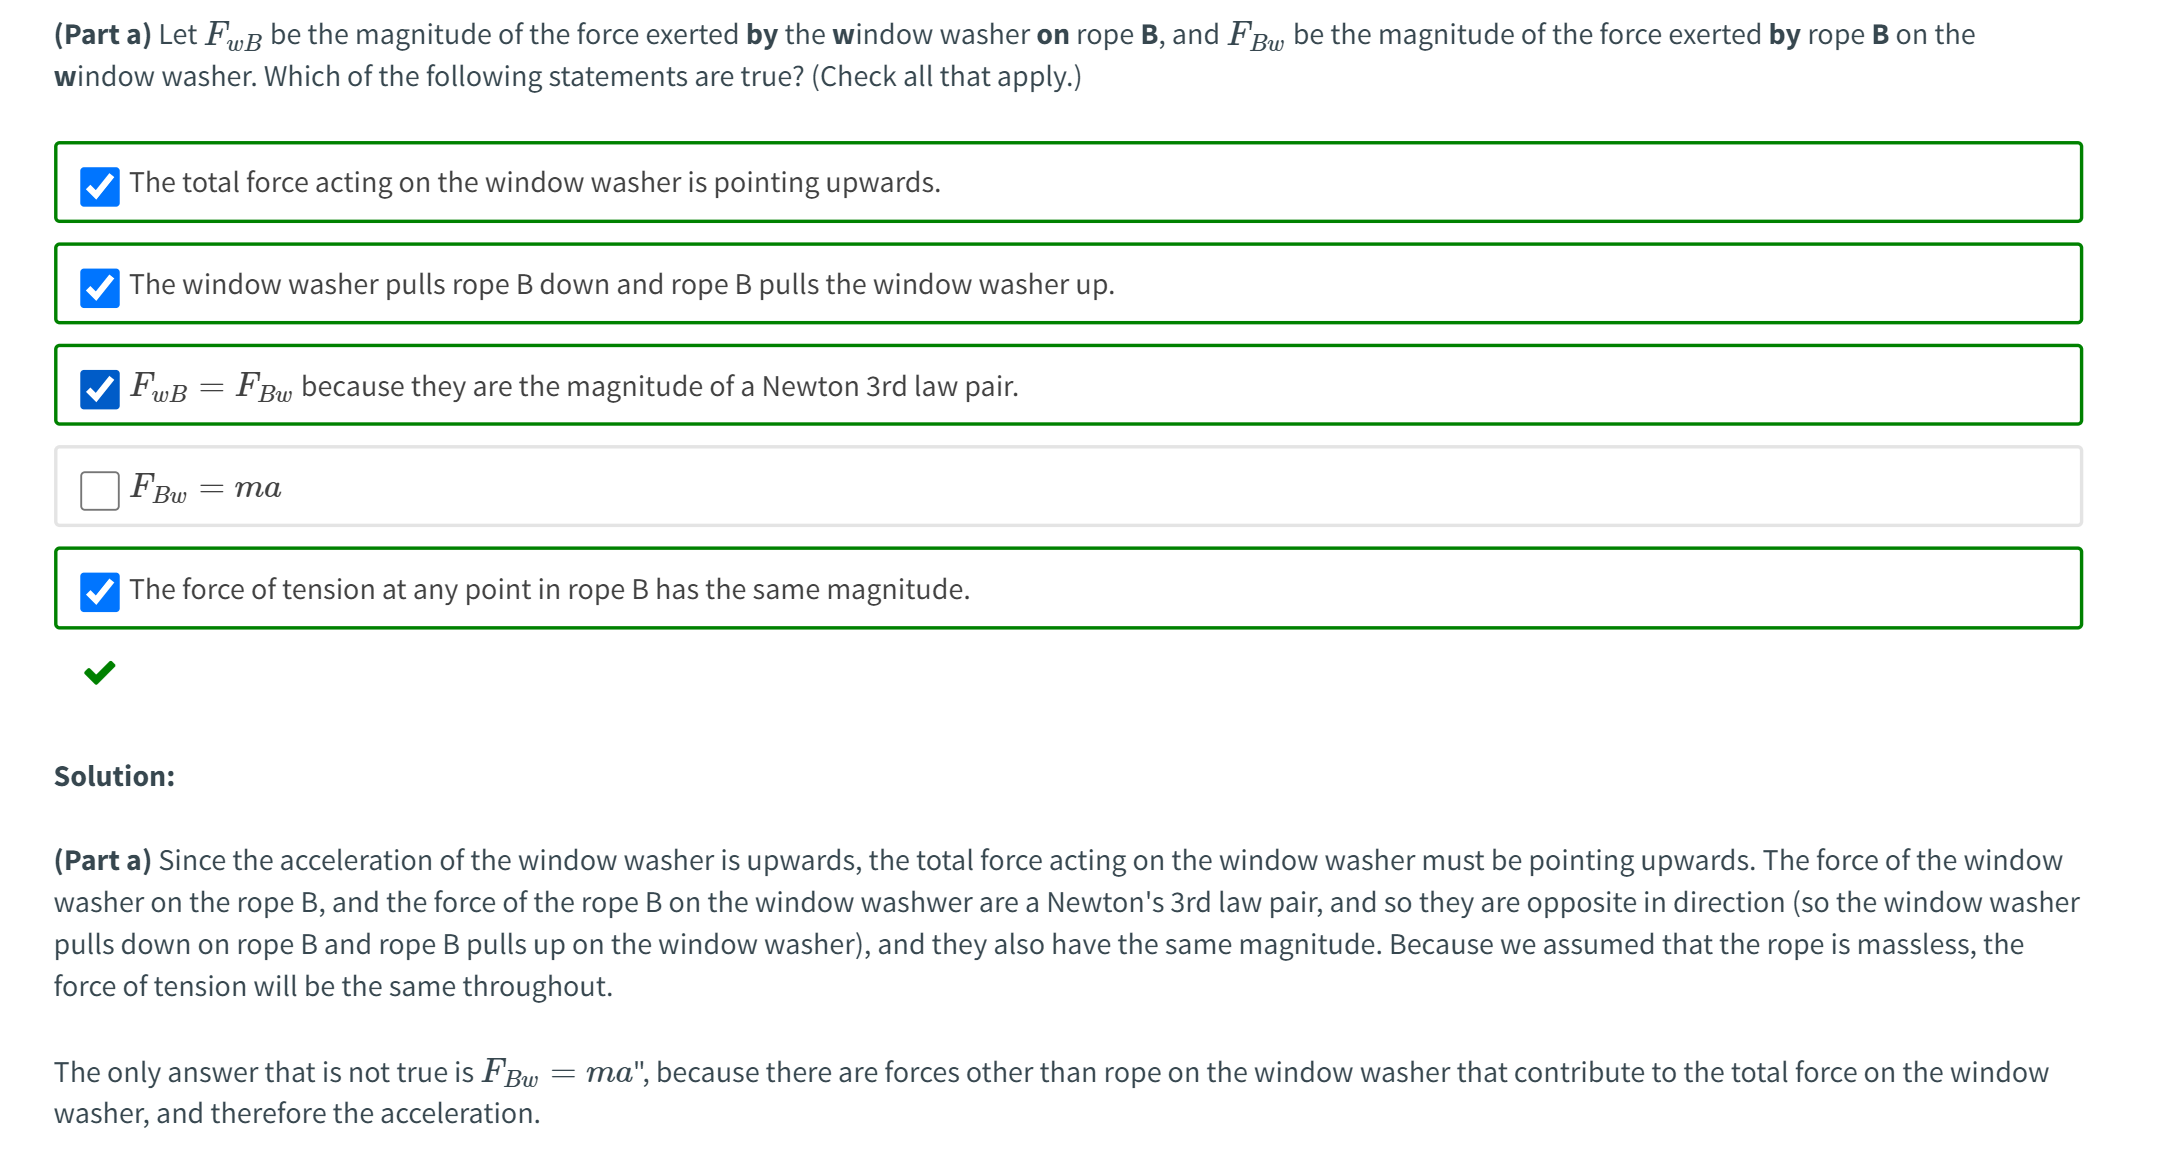 (Part a) Let F_{wB} be the magnitude of the force exerted by the window washer on rope B, and F_{Bw} be the magnitude of the force exerted by rope B on the
window washer. Which of the following statements are true? (Check all that apply.)
The total force acting on the window washer is pointing upwards.
The window washer pulls rope B down and rope B pulls the window washer up.
F_{wB} = F_{Bw} because they are the magnitude of a Newton 3rd law pair.
F_{Bw} = ma
The force of tension at any point in rope B has the same magnitude.
Solution:
(Part a) Since the acceleration of the window washer is upwards, the total force acting on the window washer must be pointing upwards. The force of the window
washer on the rope B, and the force of the rope B on the window washwer are a Newton's 3rd law pair, and so they are opposite in direction (so the window washer
pulls down on rope B and rope B pulls up on the window washer), and they also have the same magnitude. Because we assumed that the rope is massless, the
force of tension will be the same throughout.
The only answer that is not true is F_{Bw} = ma", because there are forces other than rope on the window washer that contribute to the total force on the window
washer, and therefore the acceleration.